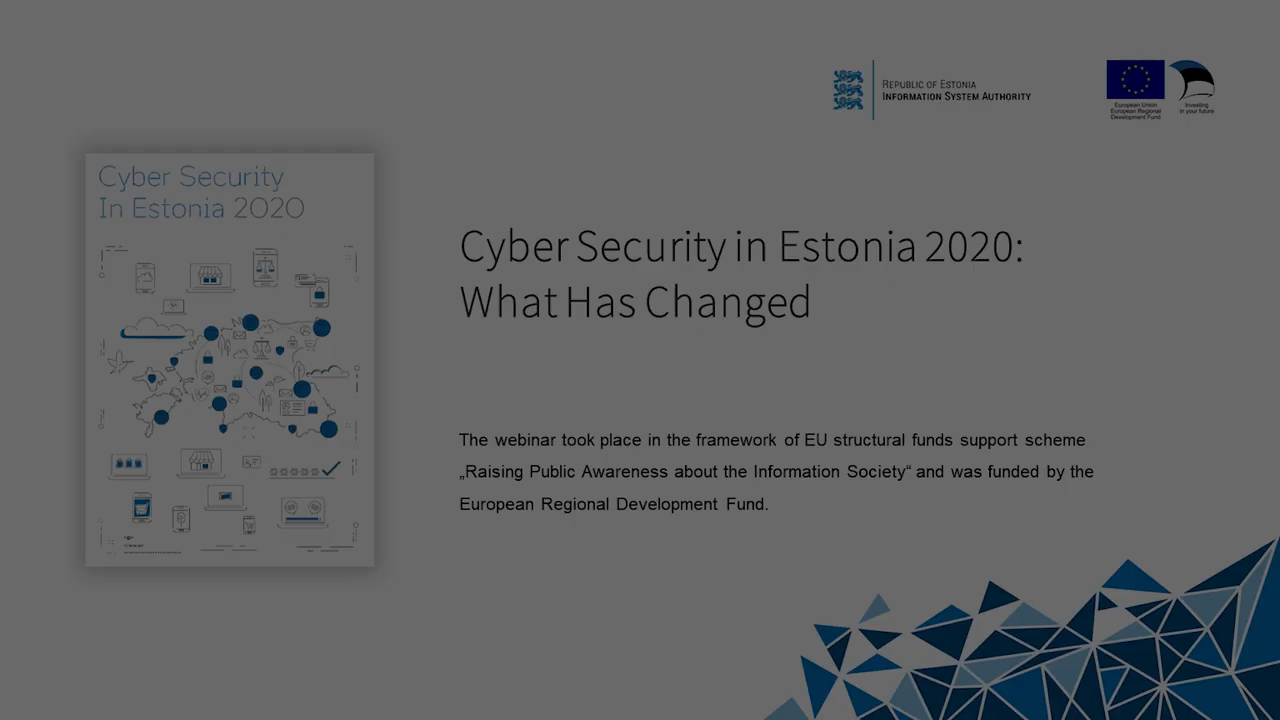 REPUBLIC OF ESTONIA
INFORMATION SYSTEM AUTHORITY
European Union
European Regional
Development Fund
Investing
in your future
Cyber Security
In Estonia 2020
Cyber Security in Estonia 2020:
What Has Changed
The webinar took place in the framework of EU structural funds support scheme
„Raising Public Awareness about the Information Society“ and was funded by the
European Regional Development Fund.